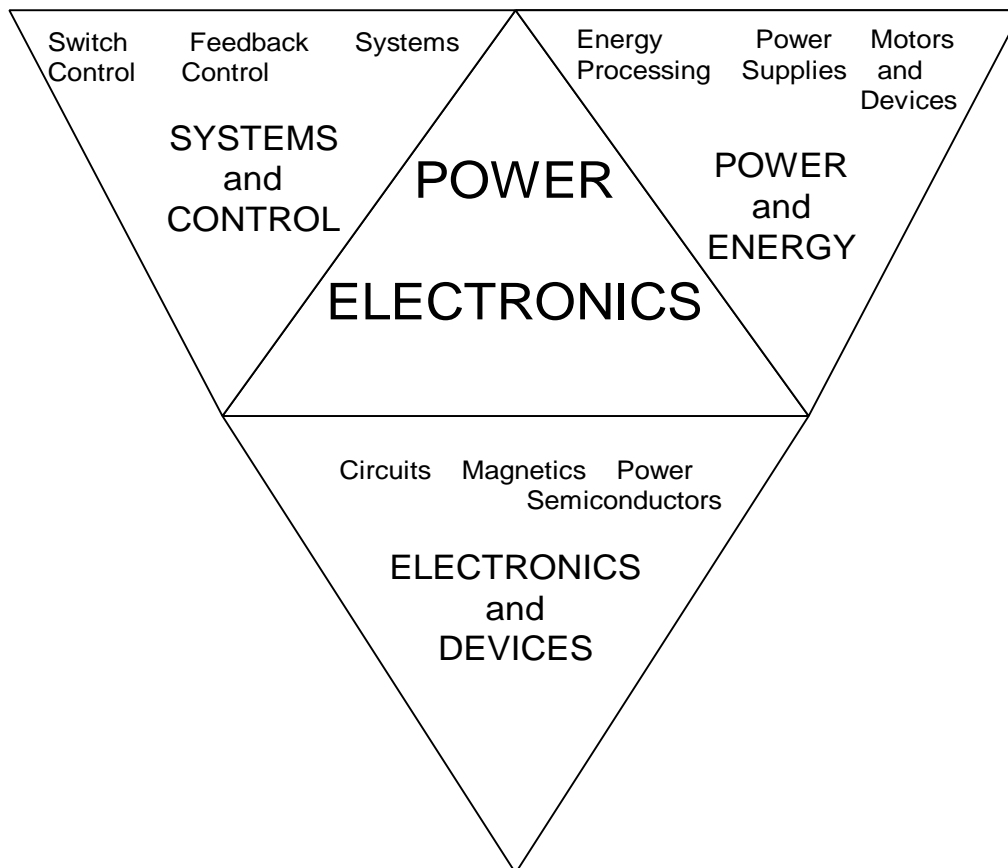 Switch Control
Feedback Control
Systems
SYSTEMS
and
CONTROL
POWER
ELECTRONICS
Energy Processing
Power Supplies
Motors and Devices
POWER
and
ENERGY
Circuits
Magnetics
Power Semiconductors
ELECTRONICS
and
DEVICES